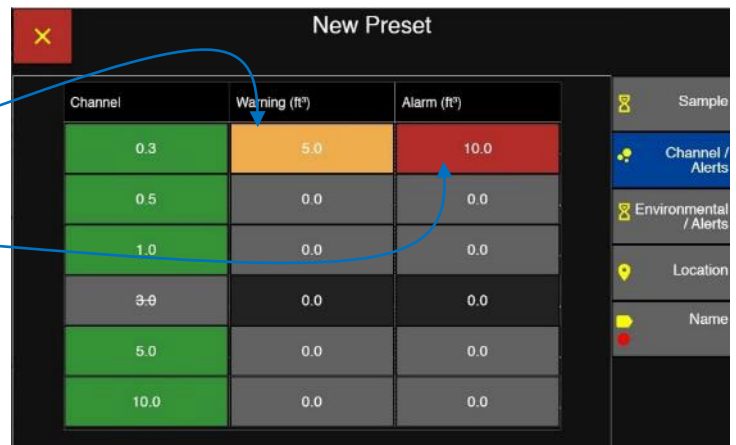 New Preset
Channel Warning (ft³) Alarm (ft³)
0.3 5.0 10.0
0.5 0.0 0.0
1.0 0.0 0.0
3.0 0.0 0.0
5.0 0.0 0.0
10.0 0.0 0.0
Sample
Channel /
Alerts
Environmental
/ Alerts
Location
Name